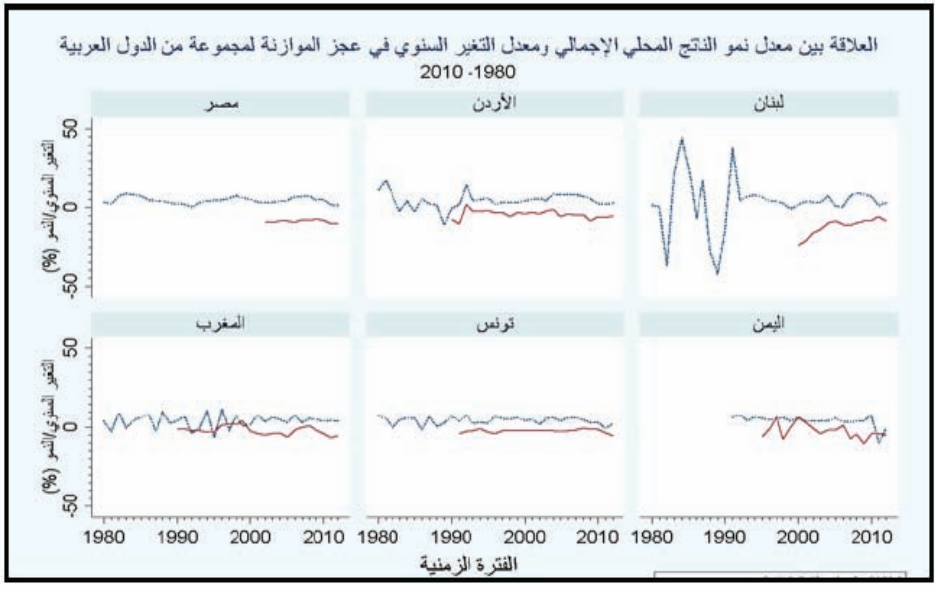 العلاقة بين معدل نمو الناتج المحلي الإجمالي ومعدل التغير السنوي في عجز الموازنة لمجموعة من الدول العربية
1980- 2010
مصر
الأردن
لبنان
التغير السنوي/النمو (%)
50
0
-50
المغرب
تونس
اليمن
التغير السنوي/النمو (%)
50
0
-50
1980 1990 2000 2010 1980 1990 2000 2010 1980 1990 2000 2010
الفترة الزمنية